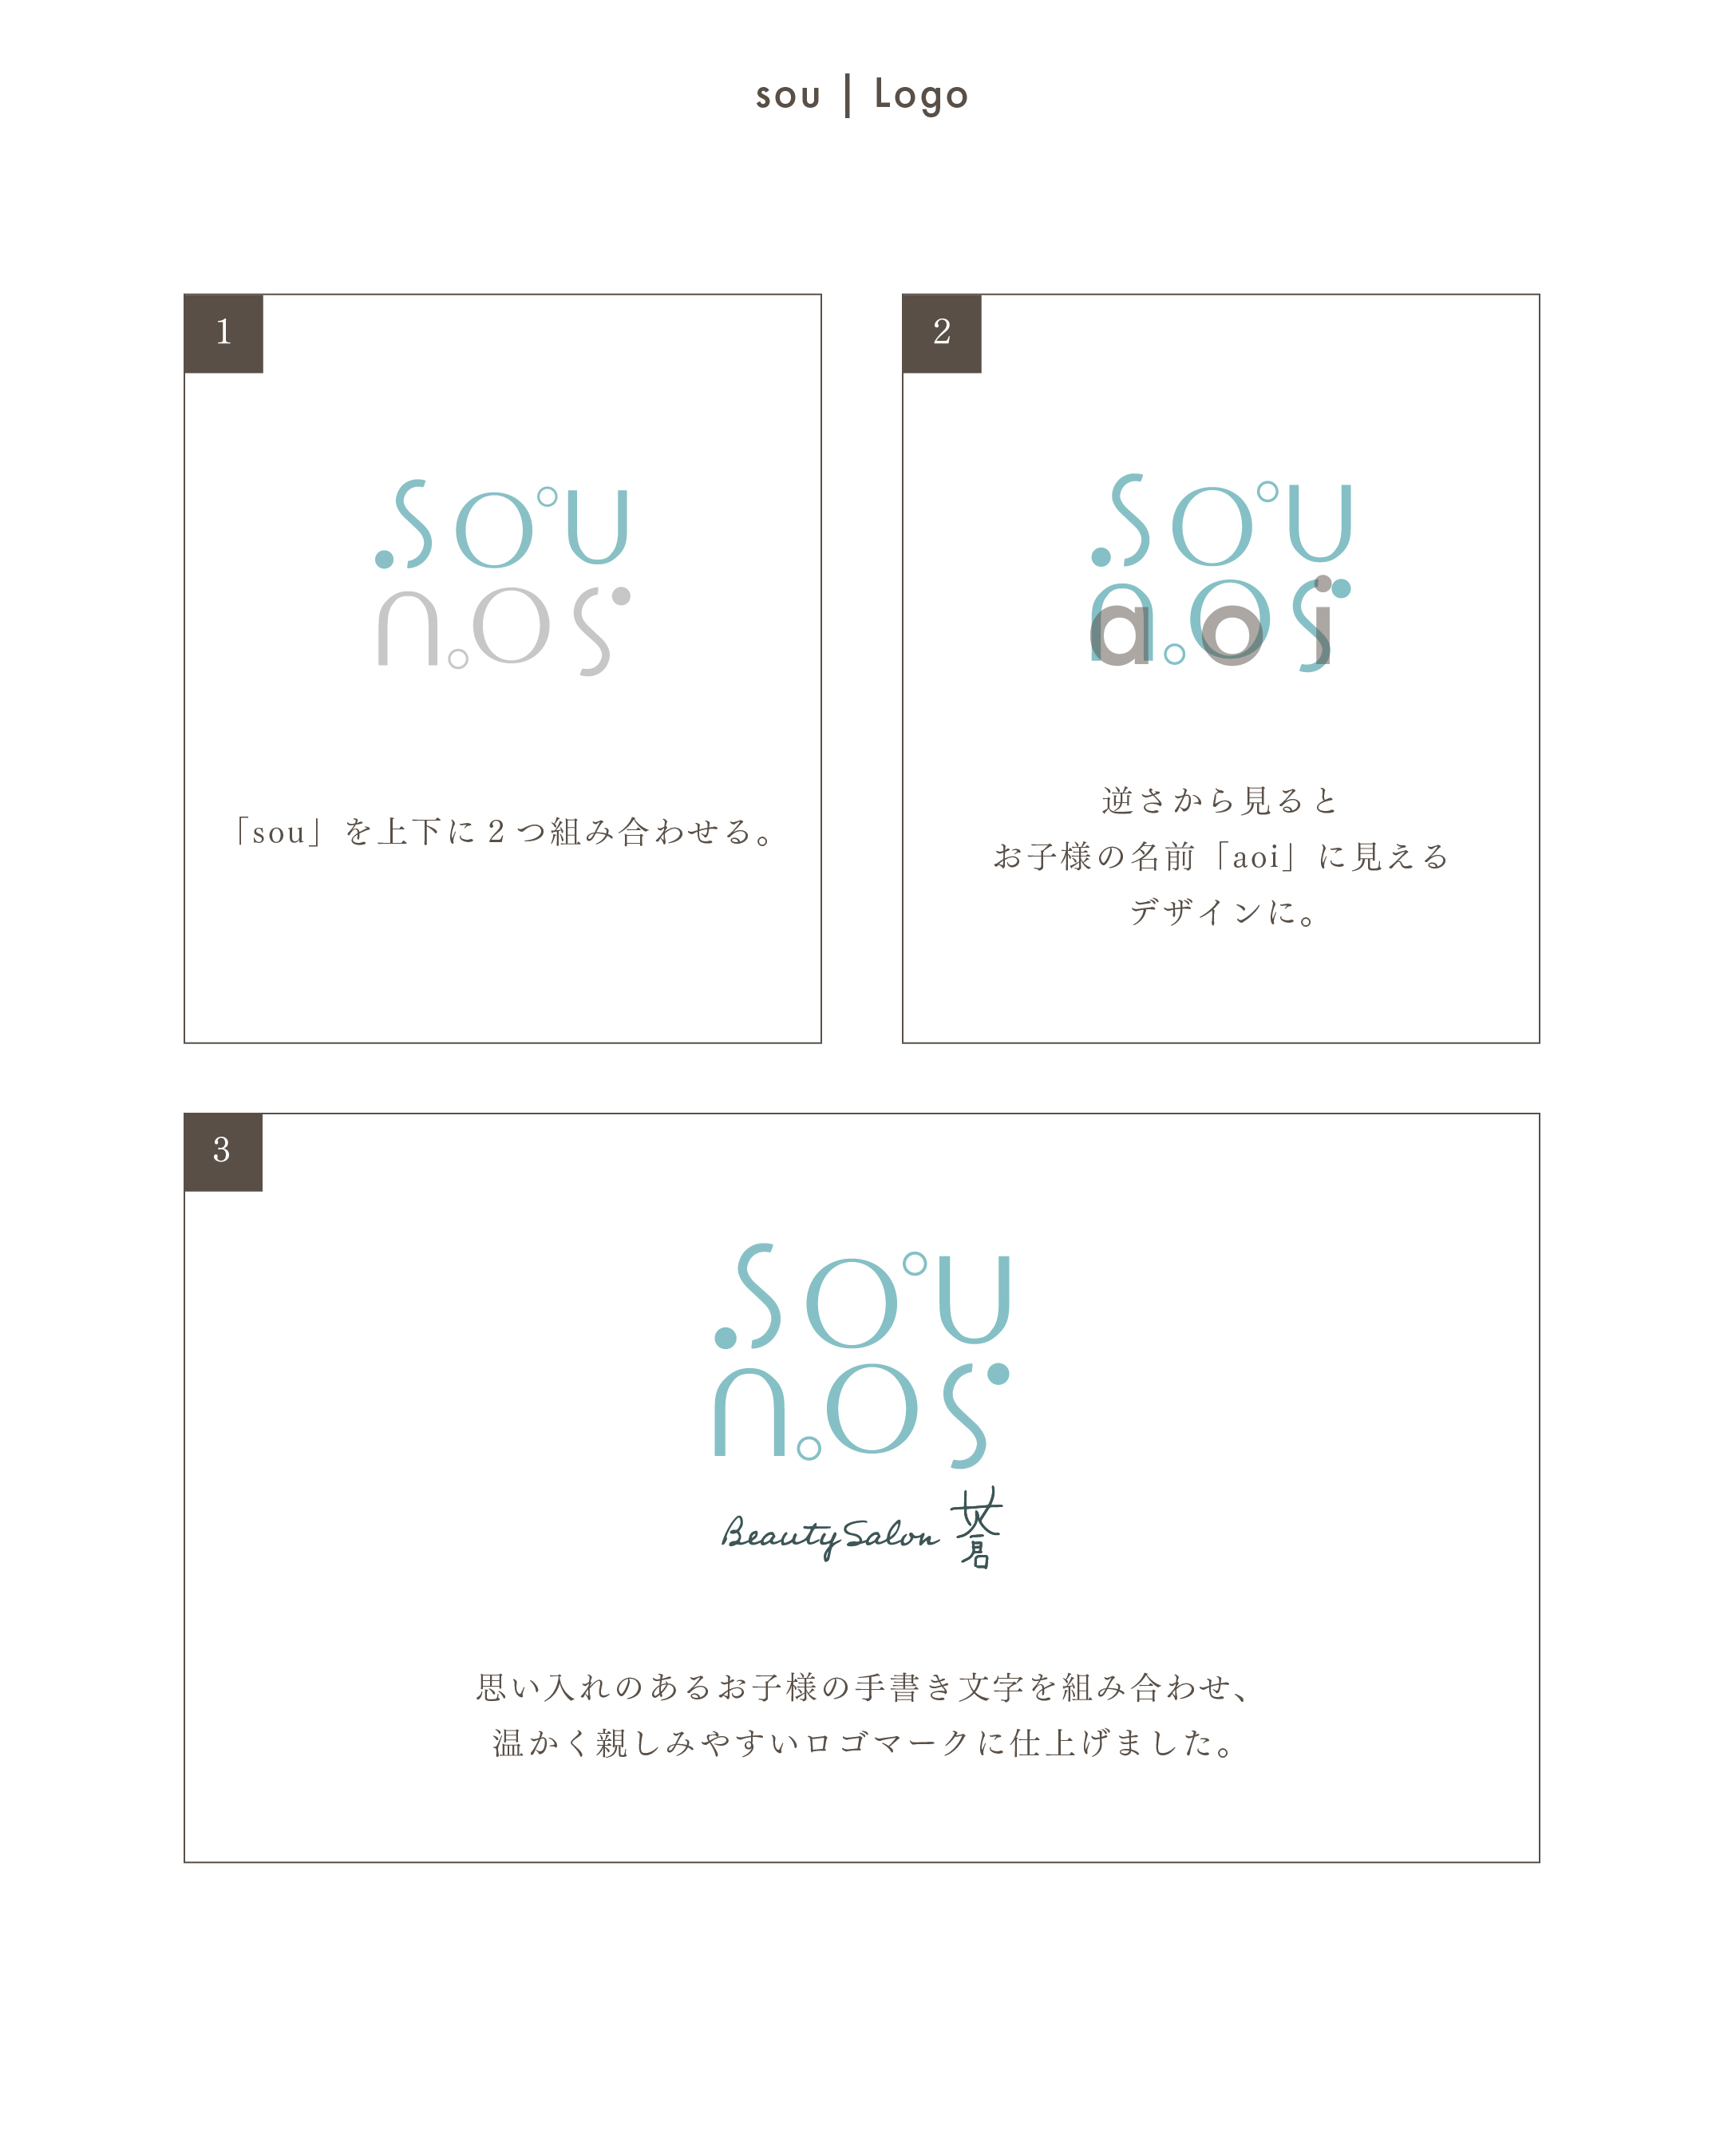 sou | Logo
1
sou
nos
「sou」を上下に2つ組み合わせる。
2
sou
nos
aoi
逆さから見ると
お子様の名前「aoi」に見える
デザインに。
3
sou
nos
Beauty Salon 蒼
思い入れのあるお子様の手書き文字を組み合わせ、
温かく親しみやすいロゴマークに仕上げました。